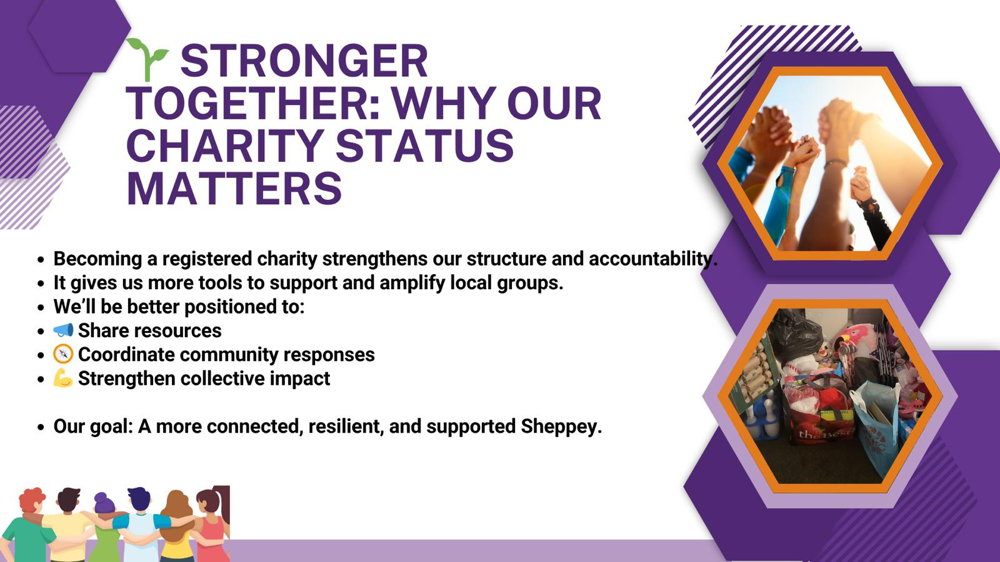 🌱 STRONGER
TOGETHER: WHY OUR
CHARITY STATUS
MATTERS
• Becoming a registered charity strengthens our structure and accountability.
• It gives us more tools to support and amplify local groups.
• We’ll be better positioned to:
• 📣 Share resources
• 🧭 Coordinate community responses
• 💪 Strengthen collective impact
• Our goal: A more connected, resilient, and supported Sheppey.
the Best